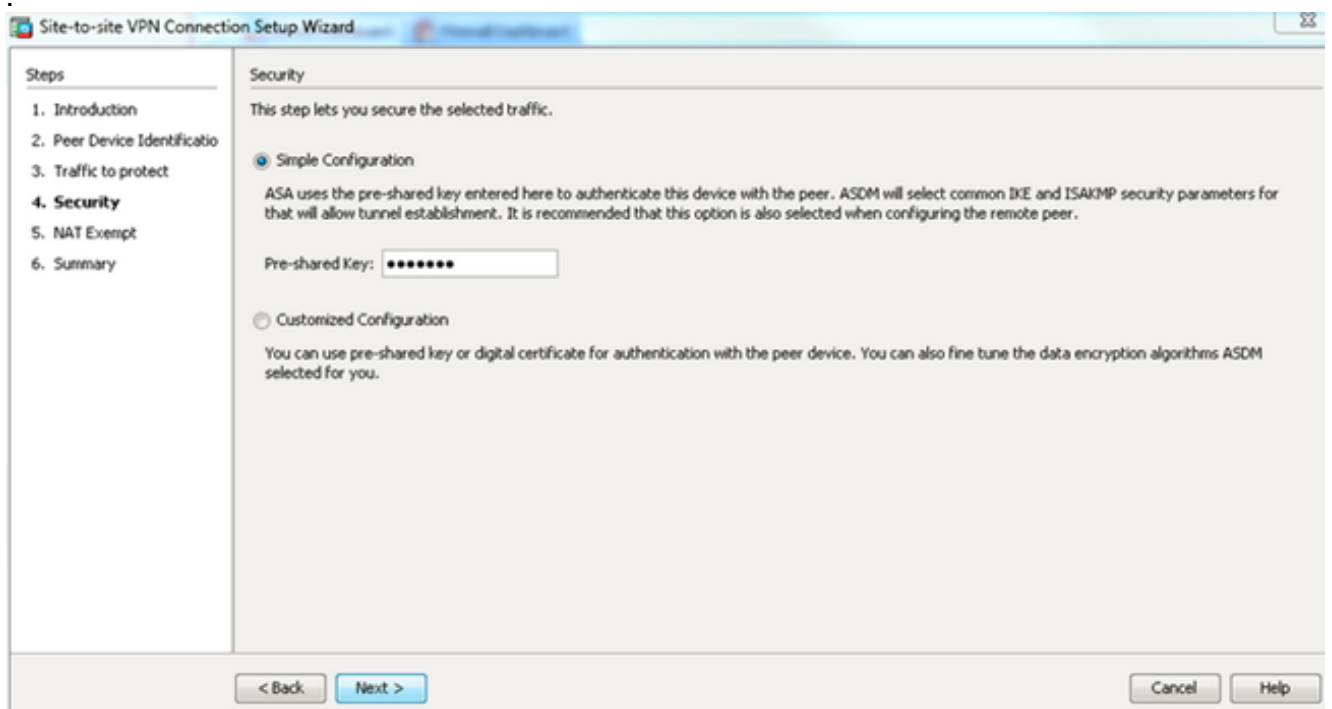 Site-to-site VPN Connection Setup Wizard
Steps
1. Introduction
2. Peer Device Identificatio
3. Traffic to protect
4. Security
5. NAT Exempt
6. Summary
Security
This step lets you secure the selected traffic.
Simple Configuration
ASA uses the pre-shared key entered here to authenticate this device with the peer. ASDM will select common IKE and ISAKMP security parameters for
that will allow tunnel establishment. It is recommended that this option is also selected when configuring the remote peer.
Pre-shared Key: •••••••
Customized Configuration
You can use pre-shared key or digital certificate for authentication with the peer device. You can also fine tune the data encryption algorithms ASDM
selected for you.
< Back
Next >
Cancel
Help